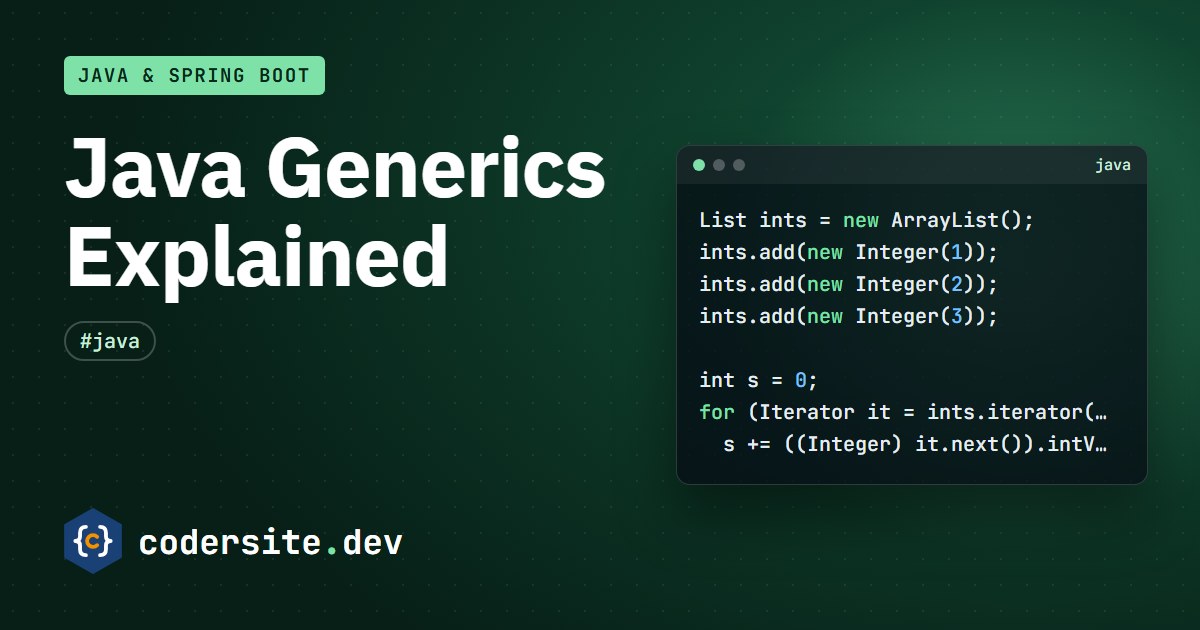 JAVA & SPRING BOOT
Java Generics
Explained
#java
java
List ints = new ArrayList();
ints.add(new Integer(1));
ints.add(new Integer(2));
ints.add(new Integer(3));
int s = 0;
for (Iterator it = ints.iterator(…
s += ((Integer) it.next()).intV…
{c}
codersite.dev